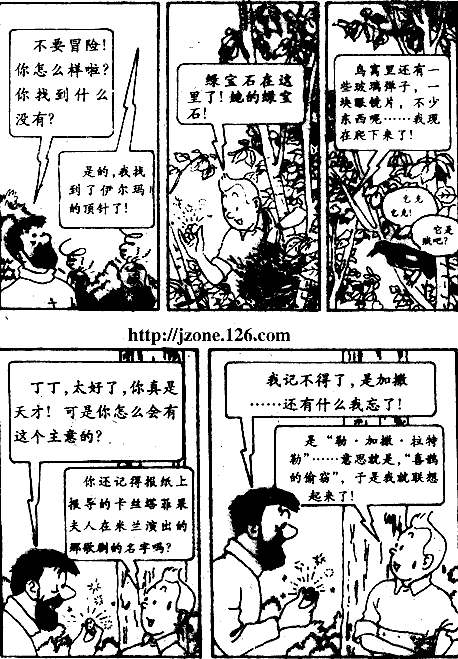 不要冒险!
你怎么样啦?
你找到什么
没有?
是的,我找
到了伊尔玛
的顶针了!
绿宝石在这
里了!她的绿宝
石!
鸟窝里还有一
些玻璃弹子,一
块眼镜片,不少
东西呢……我现
在爬下来了!
乞乞
乞乞!
它是
贼吧?
http://jzone.126.com
丁丁,太好了,你真是
天才!可是你怎么会有
这个主意的?
你还记得报纸上
报导的卡丝塔菲果
夫人在米兰演出的
那歌剧的名字吗?
我记不得了,是加撒
……还有什么我忘了!
是“勒·加撒·拉特
勒”……意思就是,“喜鹊
的偷窃”,于是我就联想
起来了!